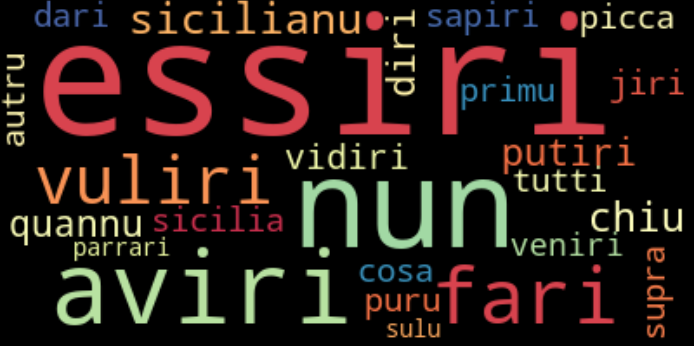 dari sicilianu diri sapiri picca
autru essiri primu jiri
vuliri vidiri nun putiri tutti
quannu sicilia chiu
parrari veniri
aviri cosa fari supra
puru
sulu